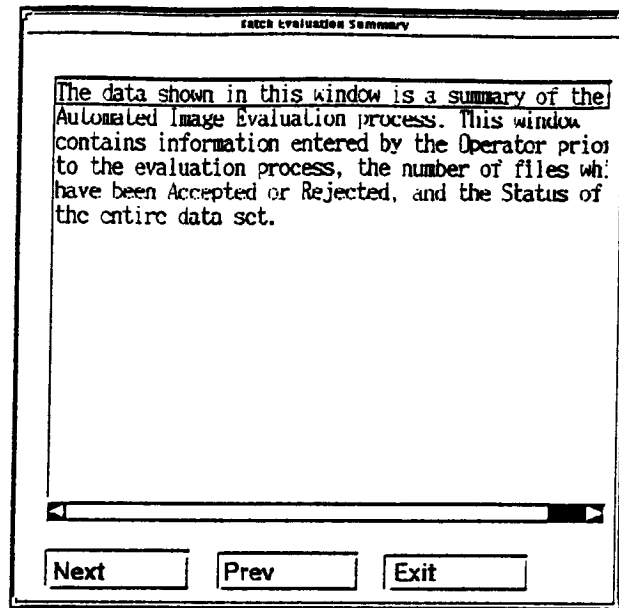 Batch Evaluation Summary
The data shown in this window is a summary of the
Automated Image Evaluation process. This window
contains information entered by the Operator prior
to the evaluation process, the number of files
have been Accepted or Rejected, and the Status of
the entire data set.
Next Prev Exit